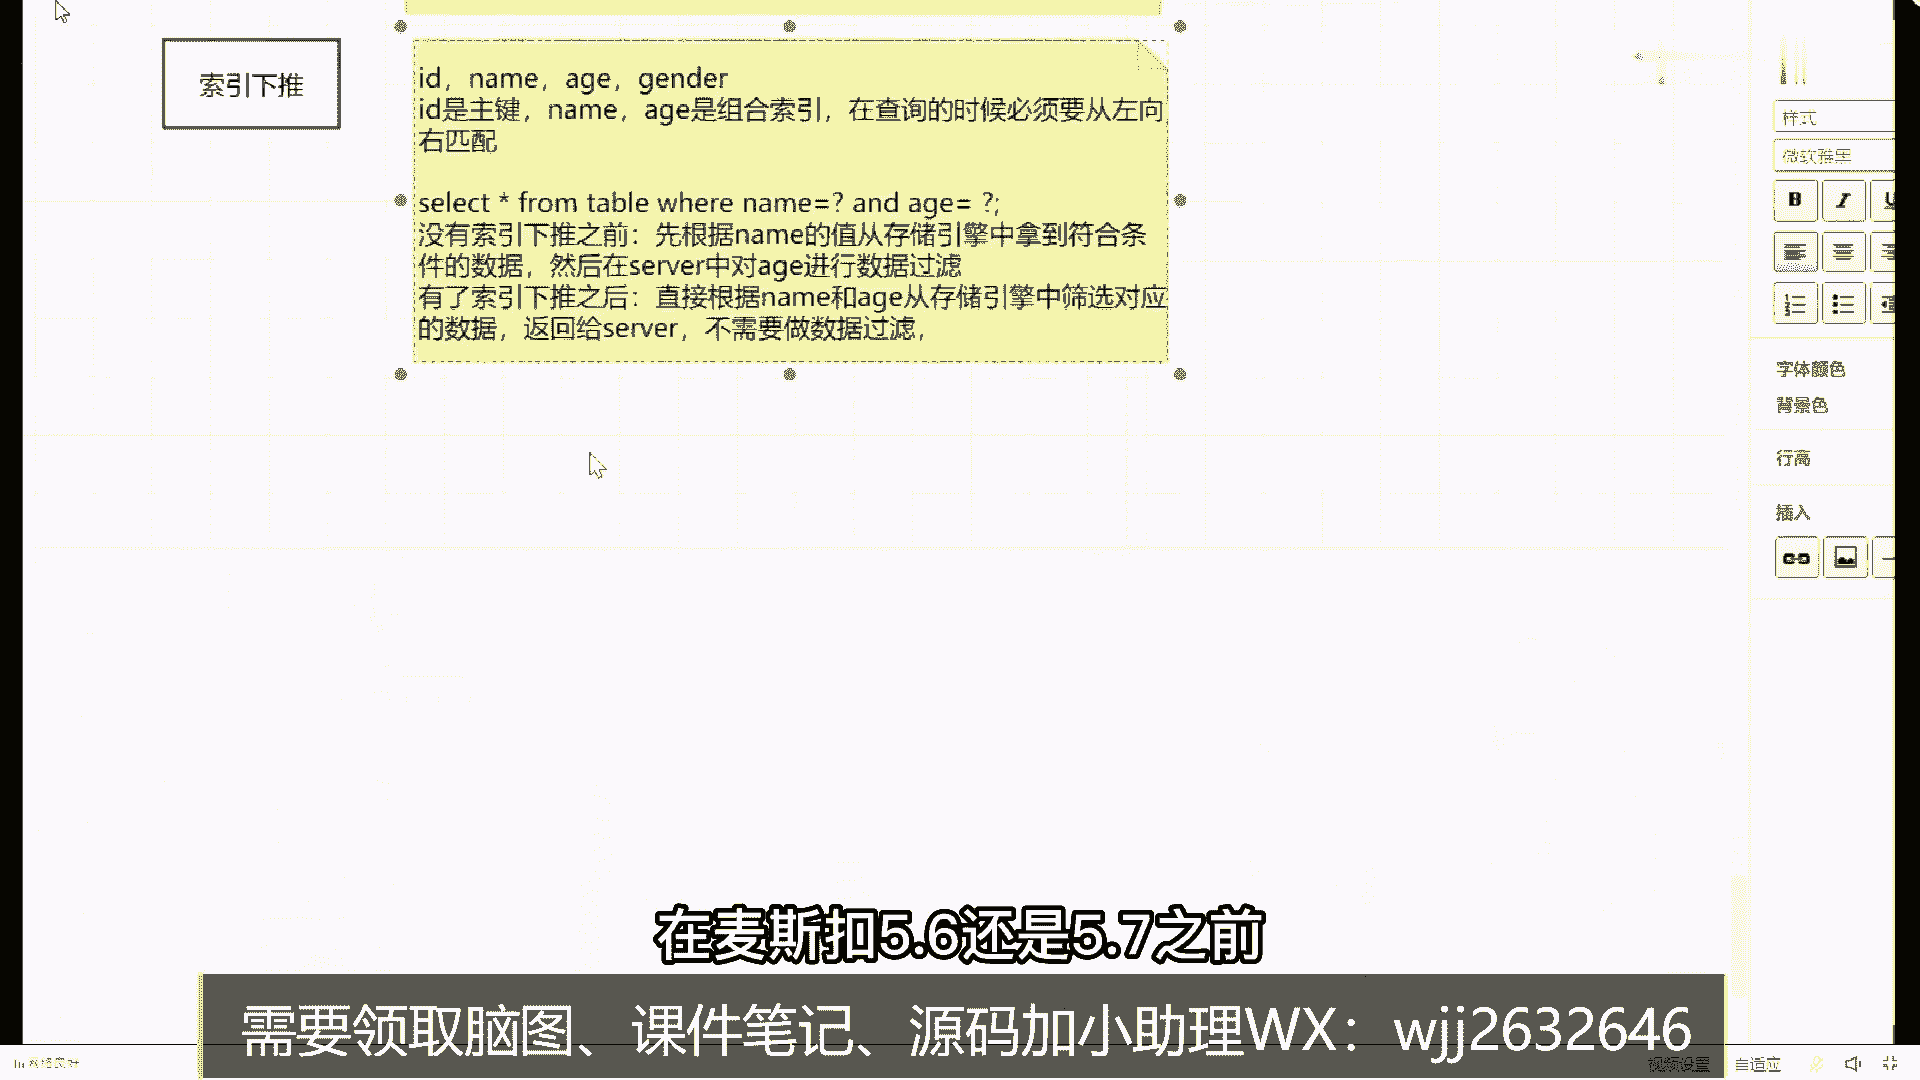 索引下推
id，name，age，gender
id是主键，name，age是组合索引，在查询的时候必须要从左向
右匹配
select * from table where name=? and age= ?;
没有索引下推之前：先根据name的值从存储引擎中拿到符合条
件的数据，然后在server中对age进行数据过滤
有了索引下推之后：直接根据name和age从存储引擎中筛选对应
的数据，返回给server，不需要做数据过滤，
样式
微软雅黑
B
I
U
字体颜色
背景色
行高
插入
在麦斯扣5.6还是5.7之前
需要领取脑图、课件笔记、源码加小助理WX：wjj2632646
视频设置
自适应